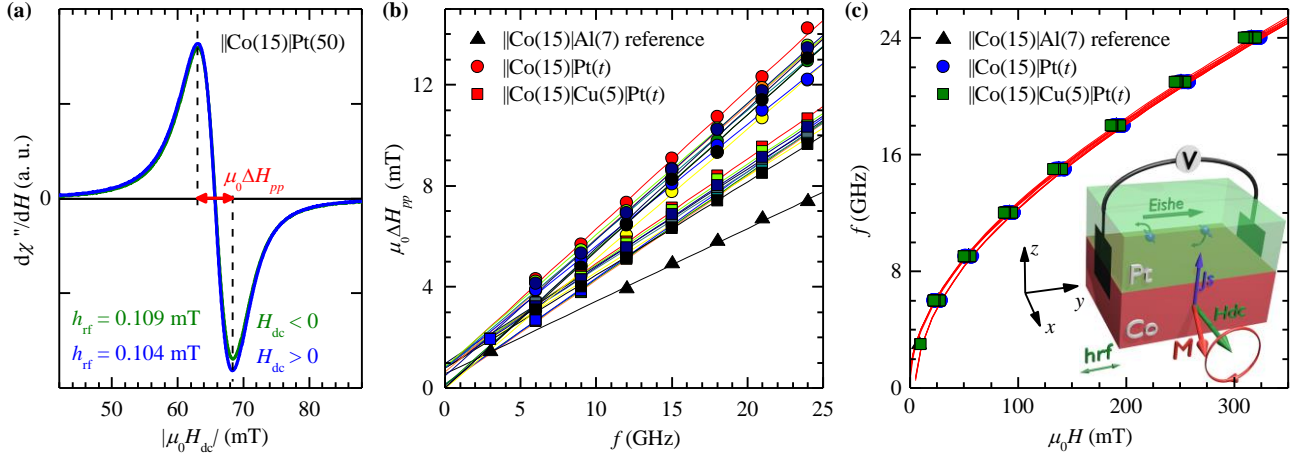 (a)
||Co(15)|Pt(50)
μ₀ΔHpp
0
dχ"/dH (a. u.)
hrf = 0.109 mT Hdc < 0
hrf = 0.104 mT Hdc > 0
50 60 70 80
|μ₀Hdc| (mT)
(b)
||Co(15)|Al(7) reference
||Co(15)|Pt(t)
||Co(15)|Cu(5)|Pt(t)
μ₀ΔHpp (mT)
12
8
4
0
0 5 10 15 20 25
f (GHz)
(c)
||Co(15)|Al(7) reference
||Co(15)|Pt(t)
||Co(15)|Cu(5)|Pt(t)
f (GHz)
24
18
12
6
0
0 100 200 300
μ₀H (mT)
V
Eishe
Pt
Js
Co
Hdc
M
hrf
z
y
x